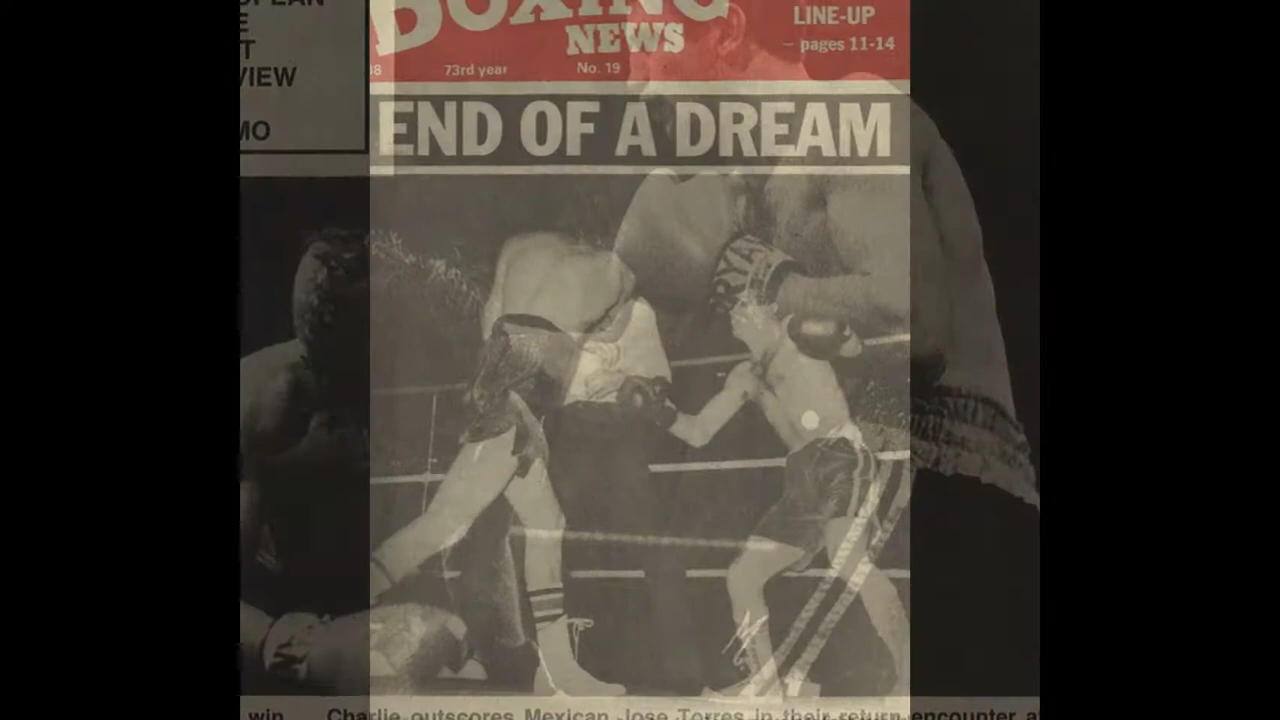 BOXING
NEWS
LINE-UP
– pages 11-14
73rd year
No. 19
VIEW
END OF A DREAM
win
Charlie outscores Mexican Jose Torres in their return encounter